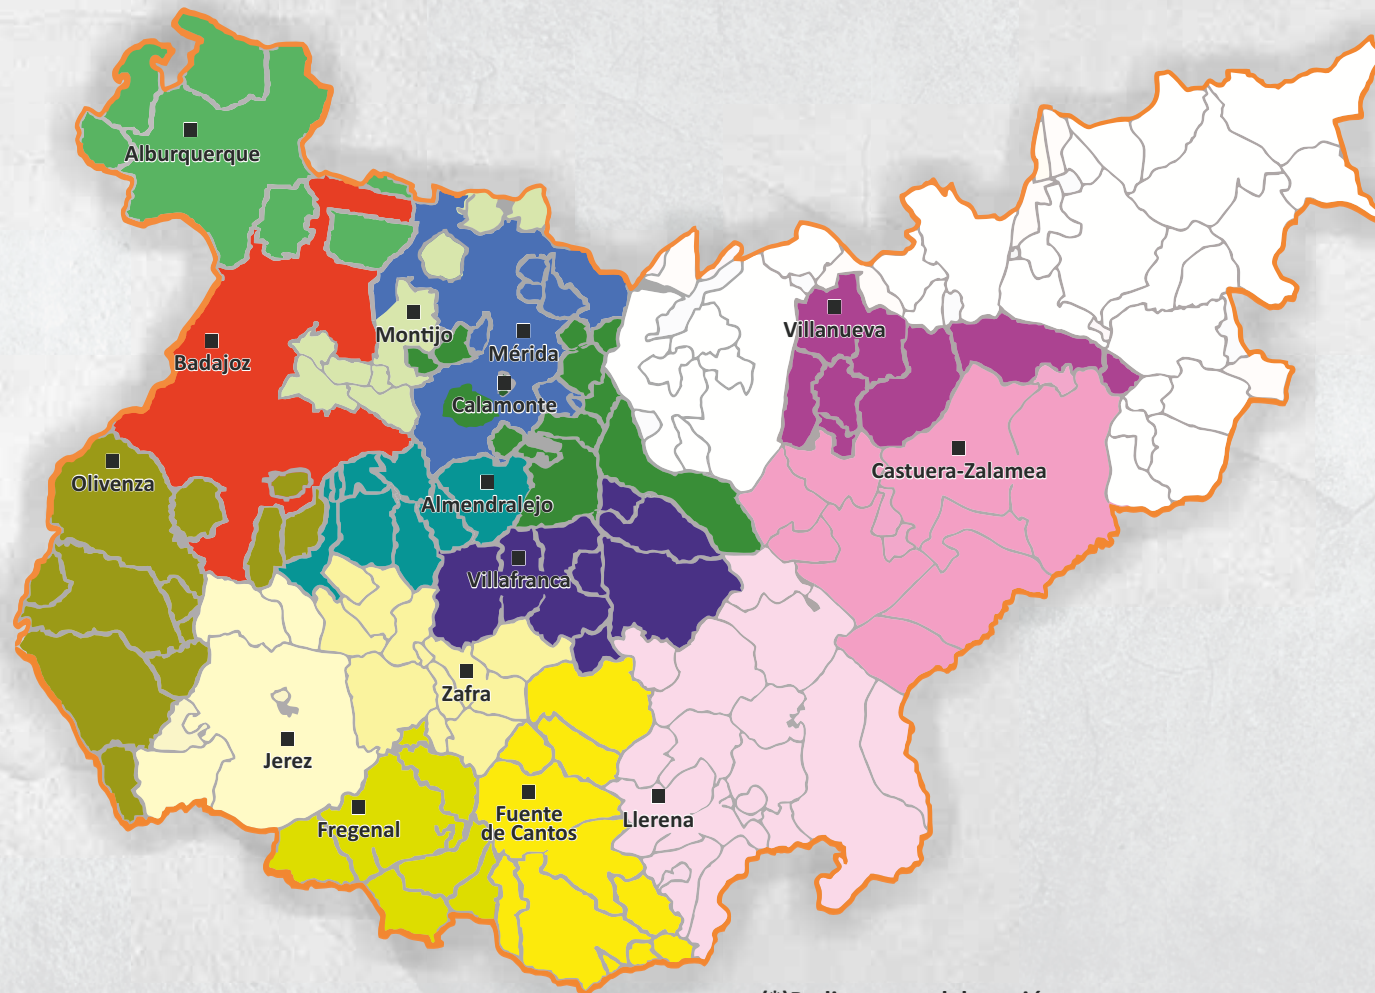 Alburquerque
Badajoz
Montijo
Mérida
Villanueva
Calamonte
Olivenza
Almendralejo
Castuera-Zalamea
Villafranca
Zafra
Jerez
Fregenal
Fuente
de Cantos
Llerena